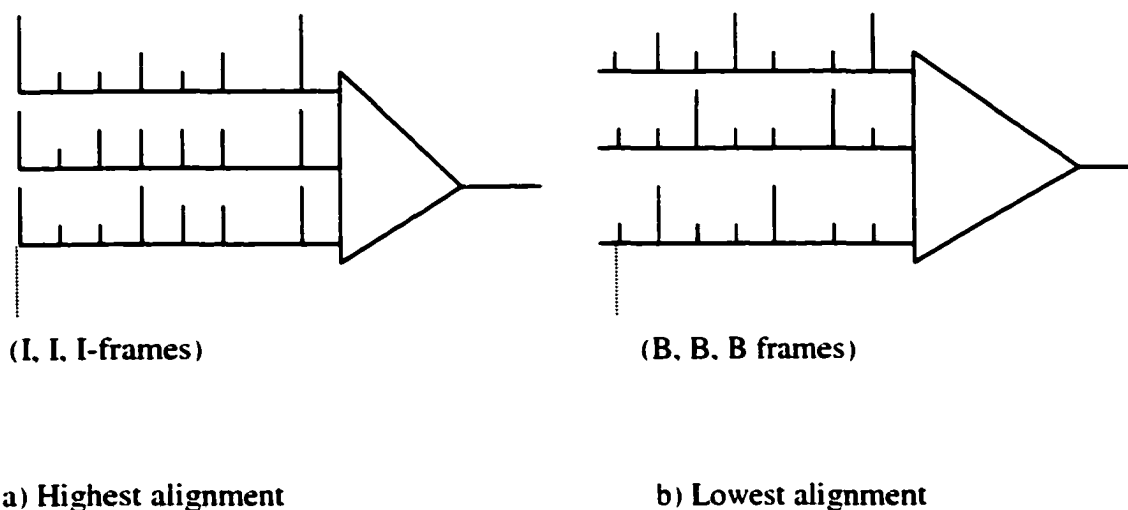 (I, I, I-frames)
(B, B, B frames)
a) Highest alignment
b) Lowest alignment